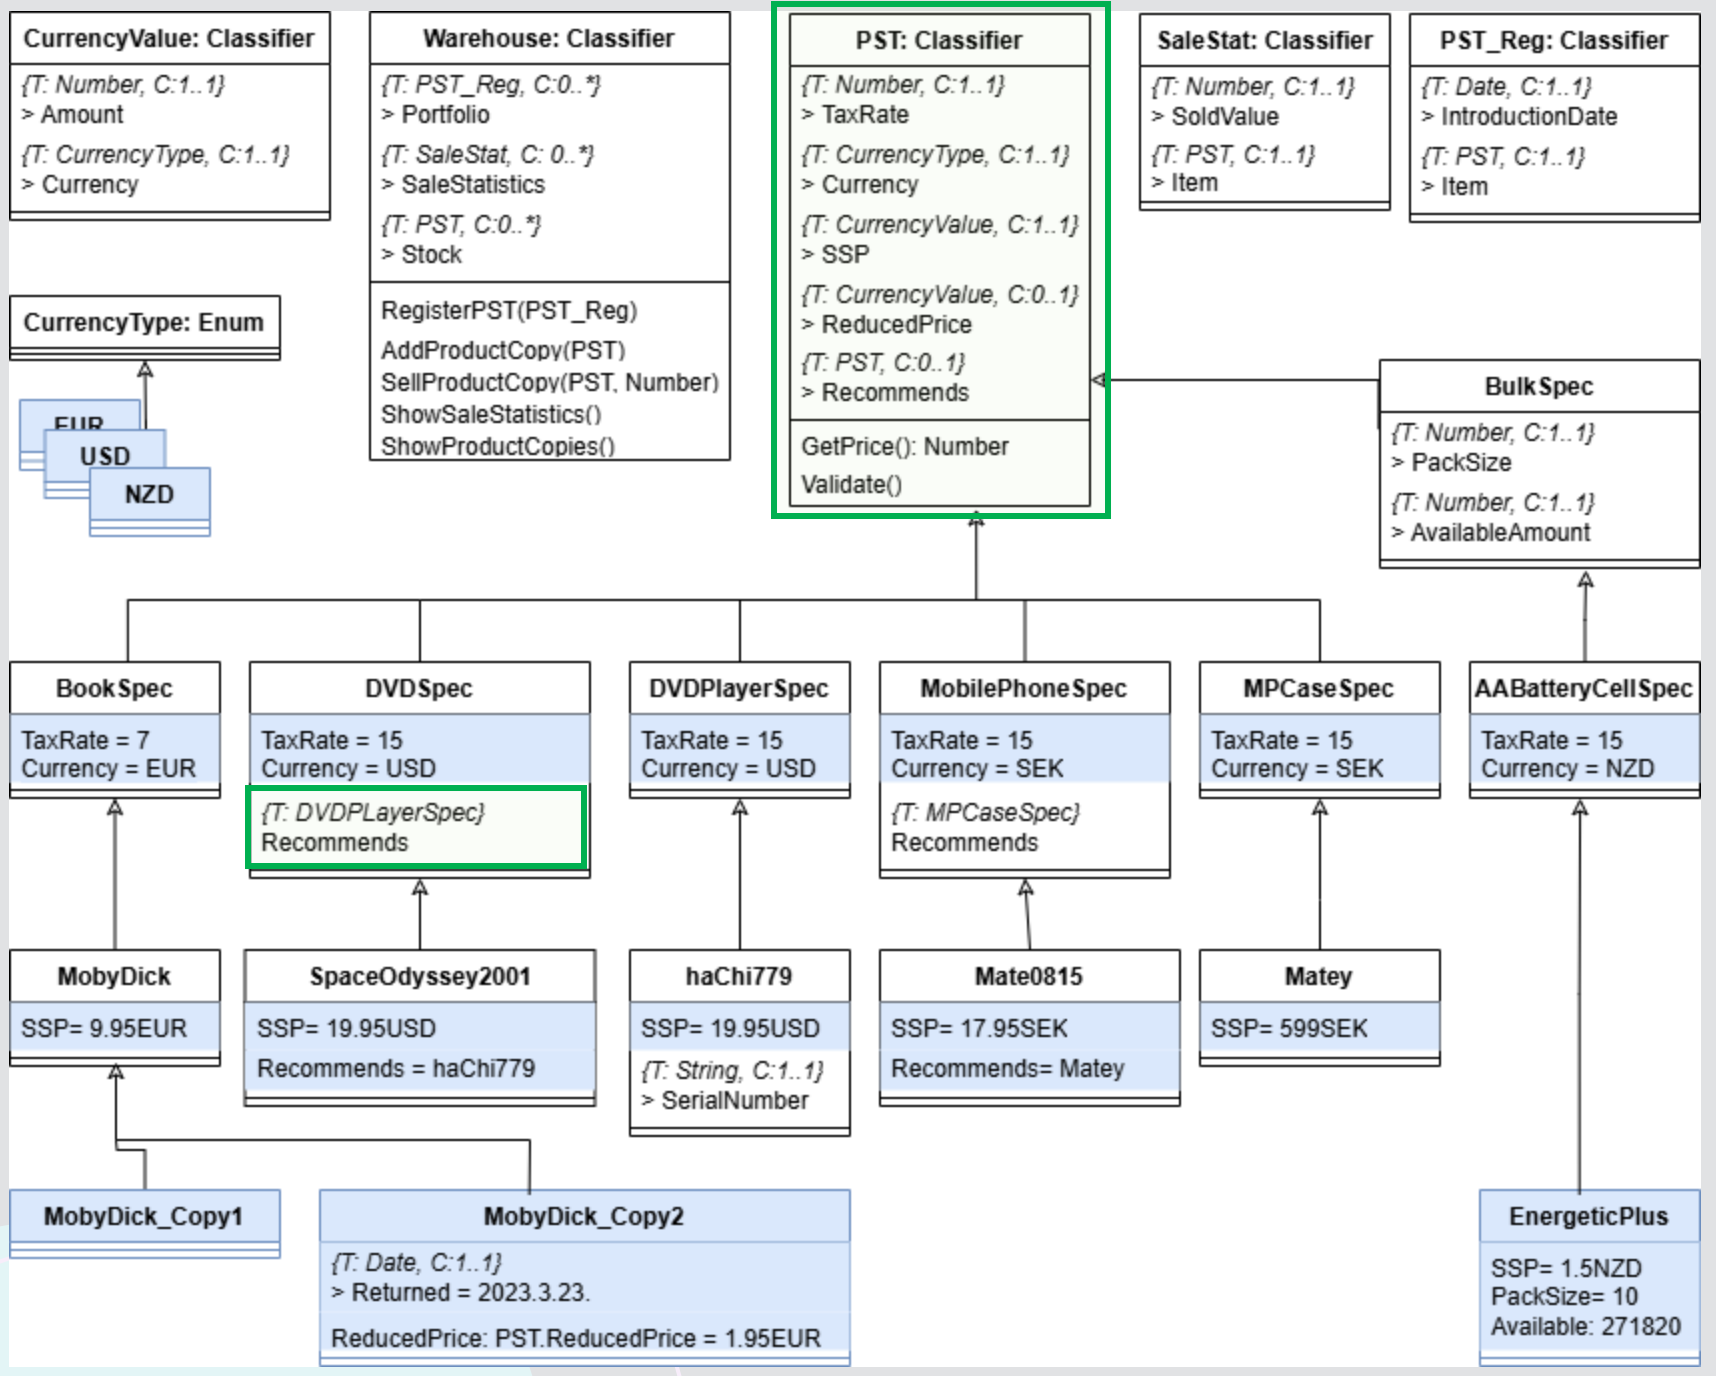 CurrencyValue: Classifier
{T: Number, C:1..1}
> Amount
{T: CurrencyType, C:1..1}
> Currency
Warehouse: Classifier
{T: PST_Reg, C:0..*}
> Portfolio
{T: SaleStat, C: 0..*}
> SaleStatistics
{T: PST, C:0..*}
> Stock
RegisterPST(PST_Reg)
AddProductCopy(PST)
SellProductCopy(PST, Number)
ShowSaleStatistics()
ShowProductCopies()
PST: Classifier
{T: Number, C:1..1}
> TaxRate
{T: CurrencyType, C:1..1}
> Currency
{T: CurrencyValue, C:1..1}
> SSP
{T: CurrencyValue, C:0..1}
> ReducedPrice
{T: PST, C:0..1}
> Recommends
GetPrice(): Number
Validate()
SaleStat: Classifier
{T: Number, C:1..1}
> SoldValue
{T: PST, C:1..1}
> Item
PST_Reg: Classifier
{T: Date, C:1..1}
> IntroductionDate
{T: PST, C:1..1}
> Item
CurrencyType: Enum
EUR
USD
NZD
BulkSpec
{T: Number, C:1..1}
> PackSize
{T: Number, C:1..1}
> AvailableAmount
BookSpec
TaxRate = 7
Currency = EUR
DVDSpec
TaxRate = 15
Currency = USD
{T: DVDPLayerSpec}
Recommends
DVDPlayerSpec
TaxRate = 15
Currency = USD
MobilePhoneSpec
TaxRate = 15
Currency = SEK
{T: MPCaseSpec}
Recommends
MPCaseSpec
TaxRate = 15
Currency = SEK
AABatteryCellSpec
TaxRate = 15
Currency = NZD
MobyDick
SSP= 9.95EUR
SpaceOdyssey2001
SSP= 19.95USD
Recommends = haChi779
haChi779
SSP= 19.95USD
{T: String, C:1..1}
> SerialNumber
Mate0815
SSP= 17.95SEK
Recommends= Matey
Matey
SSP= 599SEK
MobyDick_Copy1
MobyDick_Copy2
{T: Date, C:1..1}
> Returned = 2023.3.23.
ReducedPrice: PST.ReducedPrice = 1.95EUR
EnergeticPlus
SSP= 1.5NZD
PackSize= 10
Available: 271820